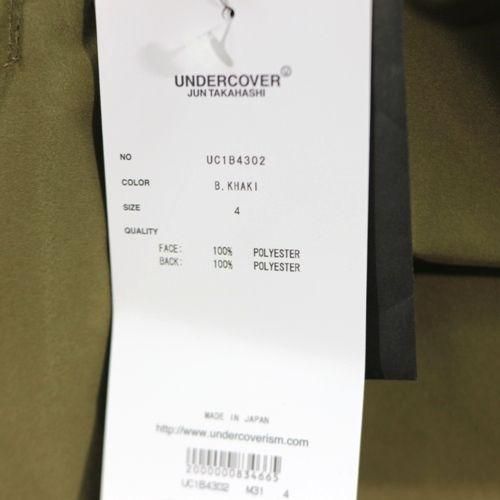 UNDERCOVER
JUN TAKAHASHI
NO UC1B4302
COLOR B.KHAKI
SIZE 4
QUALITY
FACE: 100% POLYESTER
BACK: 100% POLYESTER
MADE IN JAPAN
http://www.undercoverism.com
2000000834665
UC1B4302 M31 4